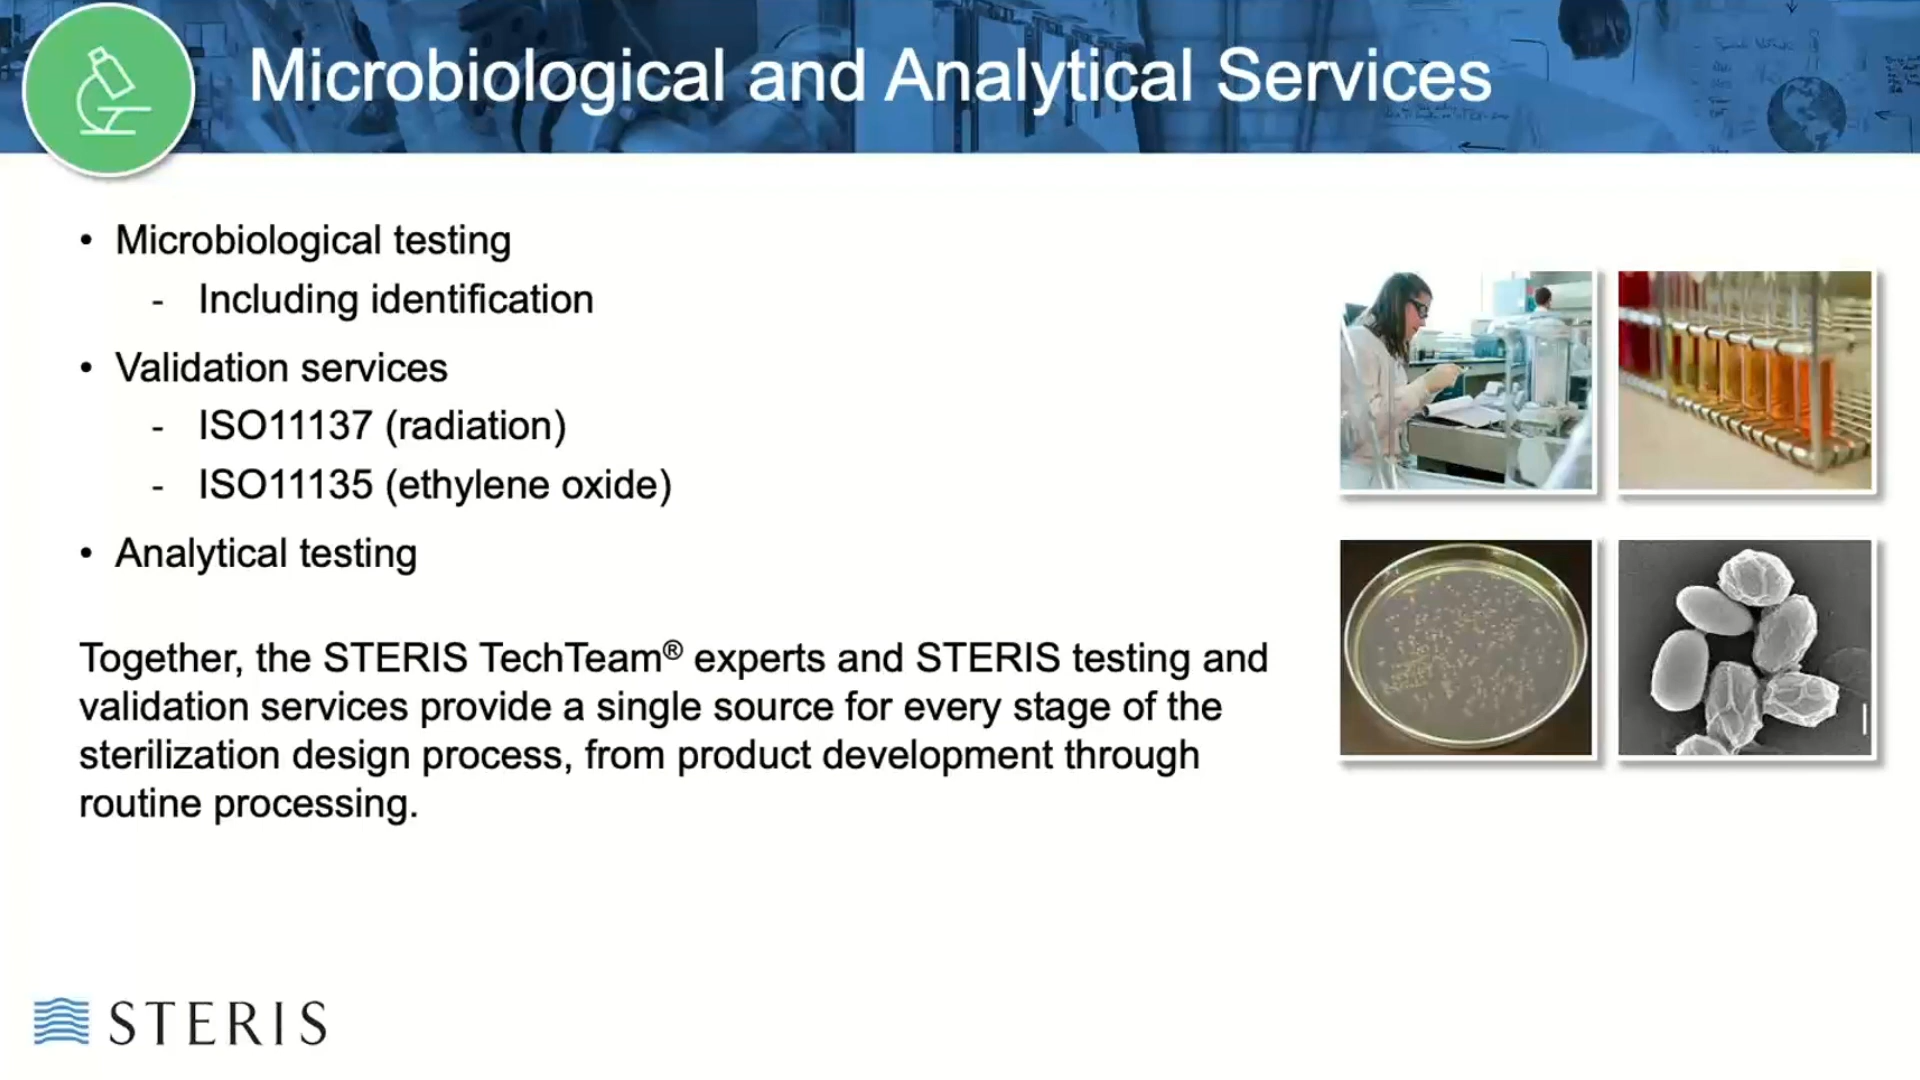 Microbiological and Analytical Services
• Microbiological testing
- Including identification
• Validation services
- ISO11137 (radiation)
- ISO11135 (ethylene oxide)
• Analytical testing
Together, the STERIS TechTeam® experts and STERIS testing and
validation services provide a single source for every stage of the
sterilization design process, from product development through
routine processing.
STERIS